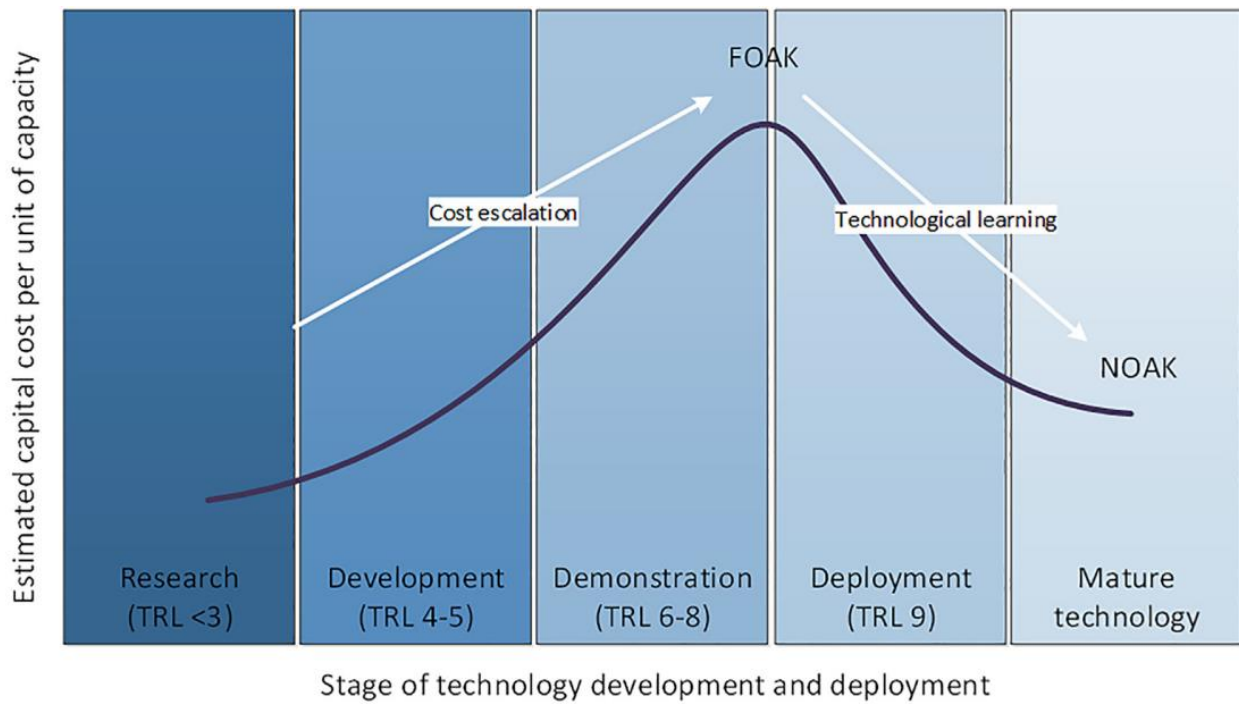 Estimated capital cost per unit of capacity
FOAK
Cost escalation
Technological learning
NOAK
Research
(TRL <3)
Development
(TRL 4-5)
Demonstration
(TRL 6-8)
Deployment
(TRL 9)
Mature
technology
Stage of technology development and deployment